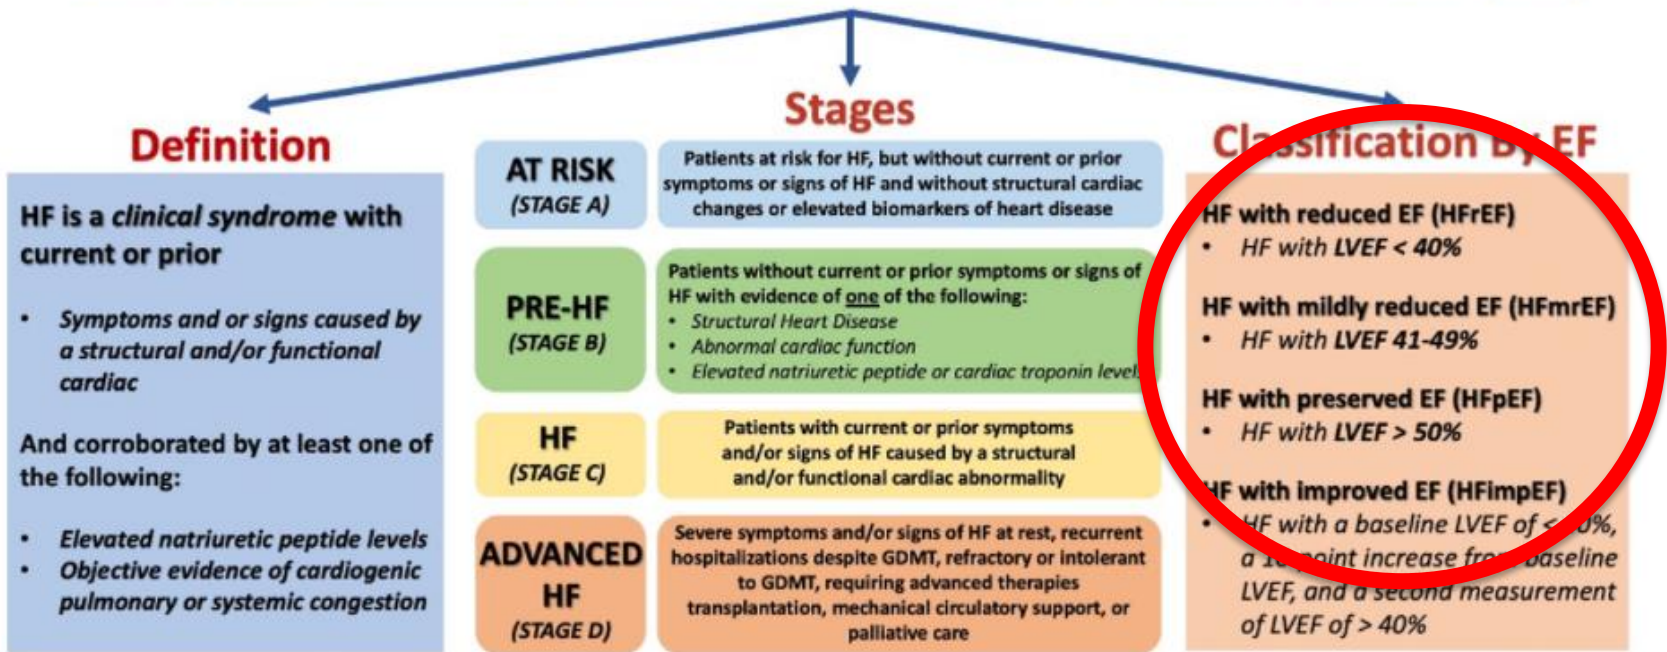 Definition
HF is a clinical syndrome with
current or prior
• Symptoms and or signs caused by
a structural and/or functional
cardiac
And corroborated by at least one of
the following:
• Elevated natriuretic peptide levels
• Objective evidence of cardiogenic
pulmonary or systemic congestion
Stages
AT RISK
(STAGE A)
Patients at risk for HF, but without current or prior
symptoms or signs of HF and without structural cardiac
changes or elevated biomarkers of heart disease
PRE-HF
(STAGE B)
Patients without current or prior symptoms or signs of
HF with evidence of one of the following:
• Structural Heart Disease
• Abnormal cardiac function
• Elevated natriuretic peptide or cardiac troponin levels
HF
(STAGE C)
Patients with current or prior symptoms
and/or signs of HF caused by a structural
and/or functional cardiac abnormality
ADVANCED
HF
(STAGE D)
Severe symptoms and/or signs of HF at rest, recurrent
hospitalizations despite GDMT, refractory or intolerant
to GDMT, requiring advanced therapies
transplantation, mechanical circulatory support, or
palliative care
Classification By EF
HF with reduced EF (HFrEF)
• HF with LVEF < 40%
HF with mildly reduced EF (HFmrEF)
• HF with LVEF 41-49%
HF with preserved EF (HFpEF)
• HF with LVEF > 50%
HF with improved EF (HFimpEF)
• HF with a baseline LVEF of <
a point increase from baseline
LVEF, and a second measurement
of LVEF of > 40%